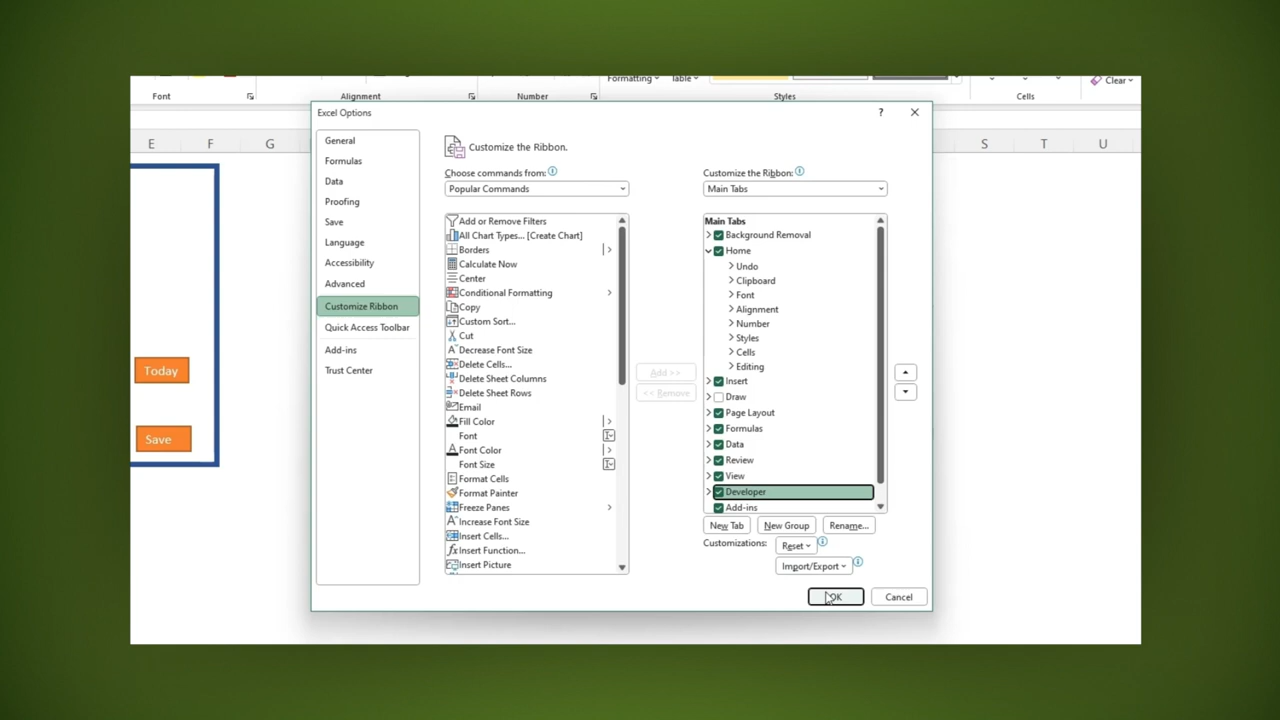 Formatting
Table
Clear
Font
Alignment
Number
Styles
Cells
Excel Options
?
E
F
G
S
T
U
Today
Save
General
Formulas
Data
Proofing
Save
Language
Accessibility
Advanced
Customize Ribbon
Quick Access Toolbar
Add-ins
Trust Center
Customize the Ribbon.
Choose commands from:
Popular Commands
Add or Remove Filters
All Chart Types... [Create Chart]
Borders
Calculate Now
Center
Conditional Formatting
Copy
Custom Sort...
Cut
Decrease Font Size
Delete Cells...
Delete Sheet Columns
Delete Sheet Rows
Email
Fill Color
Font
Font Color
Font Size
Format Cells
Format Painter
Freeze Panes
Increase Font Size
Insert Cells...
Insert Function...
Insert Picture
Add >>
<< Remove
Customize the Ribbon:
Main Tabs
Main Tabs
Background Removal
Home
Undo
Clipboard
Font
Alignment
Number
Styles
Cells
Editing
Insert
Draw
Page Layout
Formulas
Data
Review
View
Developer
Add-ins
New Tab
New Group
Rename...
Customizations:
Reset
Import/Export
OK
Cancel